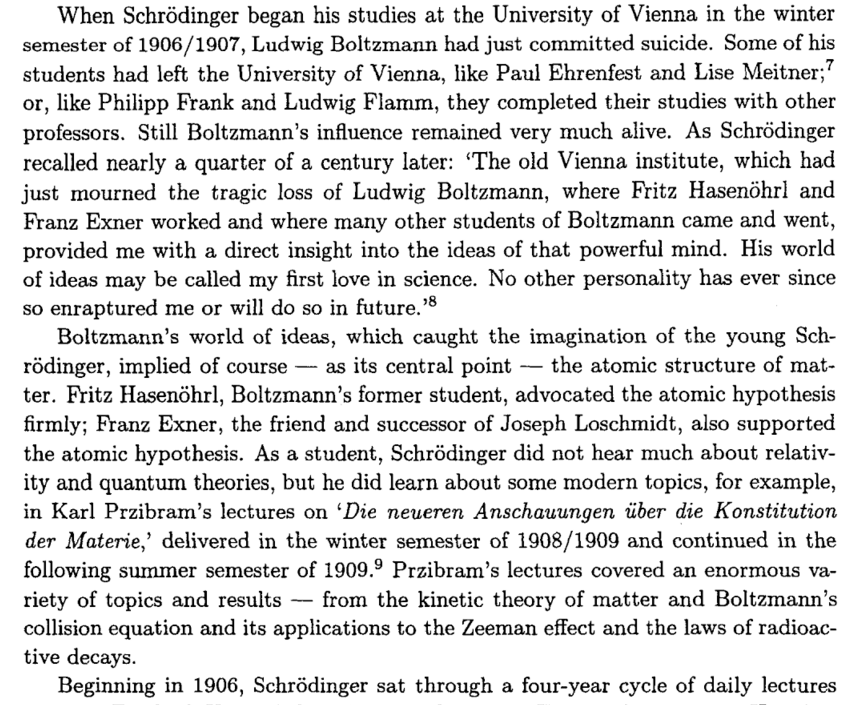 When Schrödinger began his studies at the University of Vienna in the winter
semester of 1906/1907, Ludwig Boltzmann had just committed suicide. Some of his
students had left the University of Vienna, like Paul Ehrenfest and Lise Meitner;⁷
or, like Philipp Frank and Ludwig Flamm, they completed their studies with other
professors. Still Boltzmann's influence remained very much alive. As Schrödinger
recalled nearly a quarter of a century later: 'The old Vienna institute, which had
just mourned the tragic loss of Ludwig Boltzmann, where Fritz Hasenöhrl and
Franz Exner worked and where many other students of Boltzmann came and went,
provided me with a direct insight into the ideas of that powerful mind. His world
of ideas may be called my first love in science. No other personality has ever since
so enraptured me or will do so in future.'⁸
Boltzmann's world of ideas, which caught the imagination of the young Sch-
rödinger, implied of course — as its central point — the atomic structure of mat-
ter. Fritz Hasenöhrl, Boltzmann's former student, advocated the atomic hypothesis
firmly; Franz Exner, the friend and successor of Joseph Loschmidt, also supported
the atomic hypothesis. As a student, Schrödinger did not hear much about relativ-
ity and quantum theories, but he did learn about some modern topics, for example,
in Karl Przibram's lectures on 'Die neueren Anschauungen über die Konstitution
der Materie,' delivered in the winter semester of 1908/1909 and continued in the
following summer semester of 1909.⁹ Przibram's lectures covered an enormous va-
riety of topics and results — from the kinetic theory of matter and Boltzmann's
collision equation and its applications to the Zeeman effect and the laws of radioac-
tive decays.
Beginning in 1906, Schrödinger sat through a four-year cycle of daily lectures